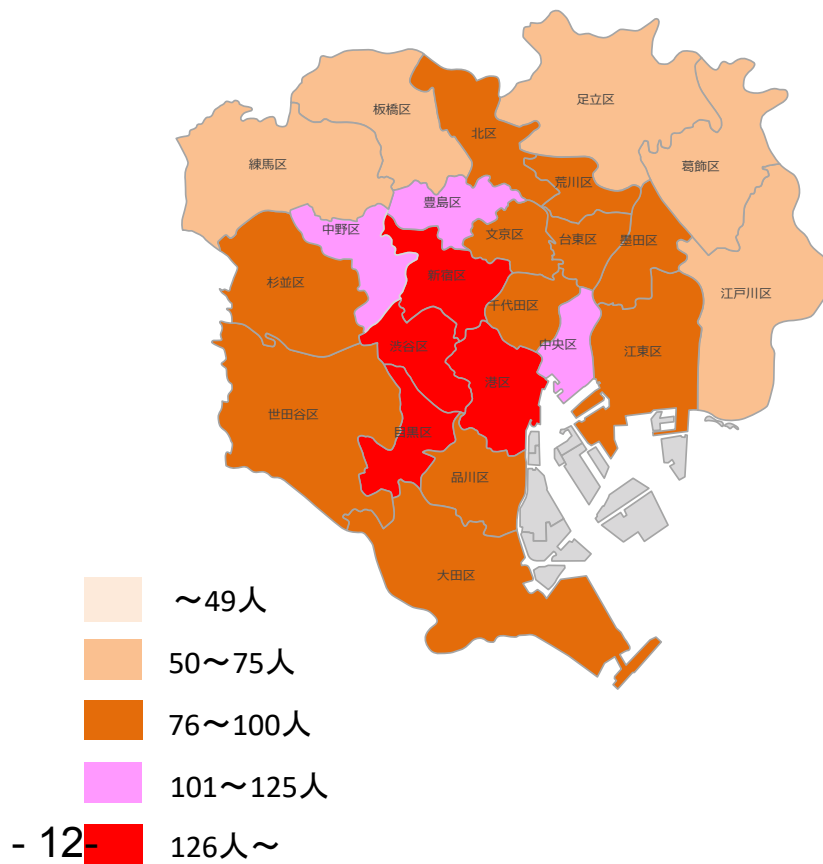 足立区
板橋区
北区
練馬区
葛飾区
荒川区
豊島区
中野区
文京区
台東区
墨田区
新宿区
杉並区
江戸川区
千代田区
中央区
江東区
渋谷区
港区
世田谷区
目黒区
品川区
大田区
～49人
50～75人
76～100人
101～125人
126人～
- 12-